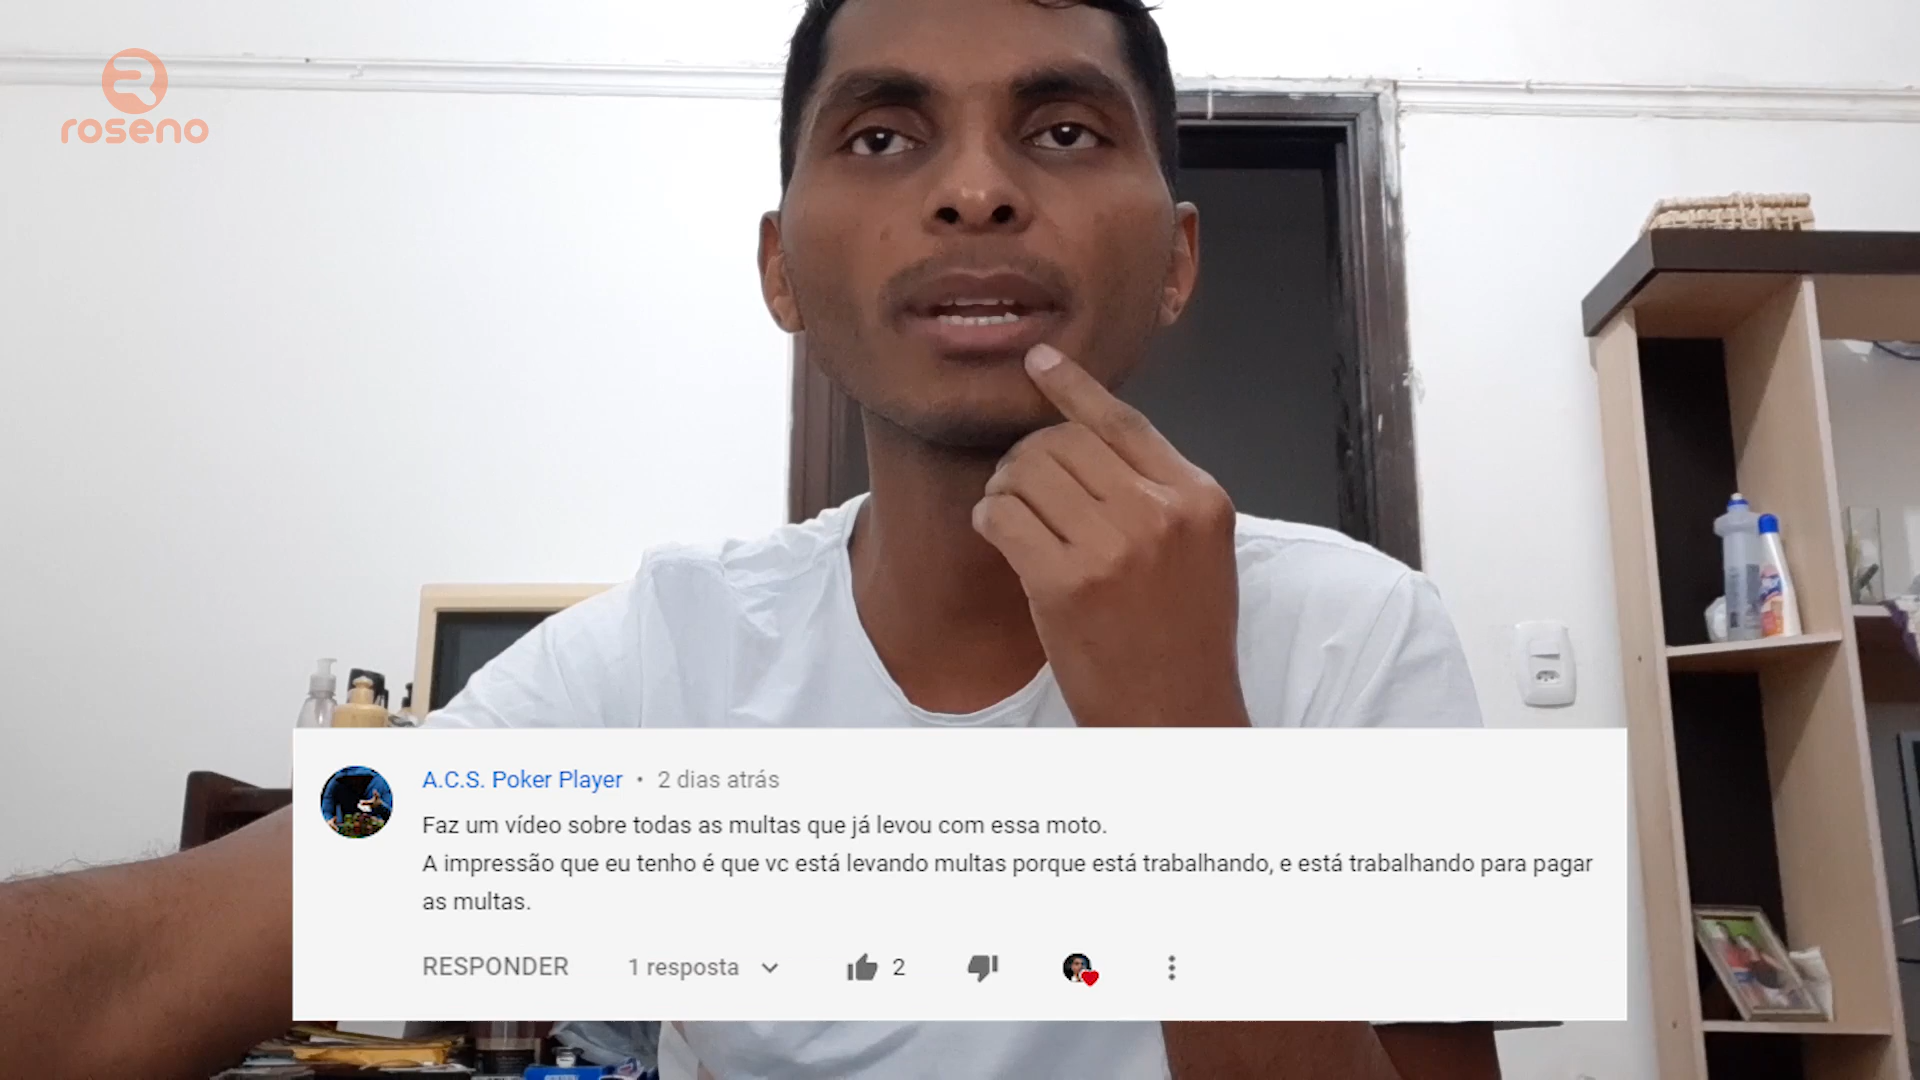 roseno
A.C.S. Poker Player • 2 dias atrás
Faz um vídeo sobre todas as multas que já levou com essa moto.
A impressão que eu tenho é que vc está levando multas porque está trabalhando, e está trabalhando para pagar
as multas.
RESPONDER 1 resposta 2